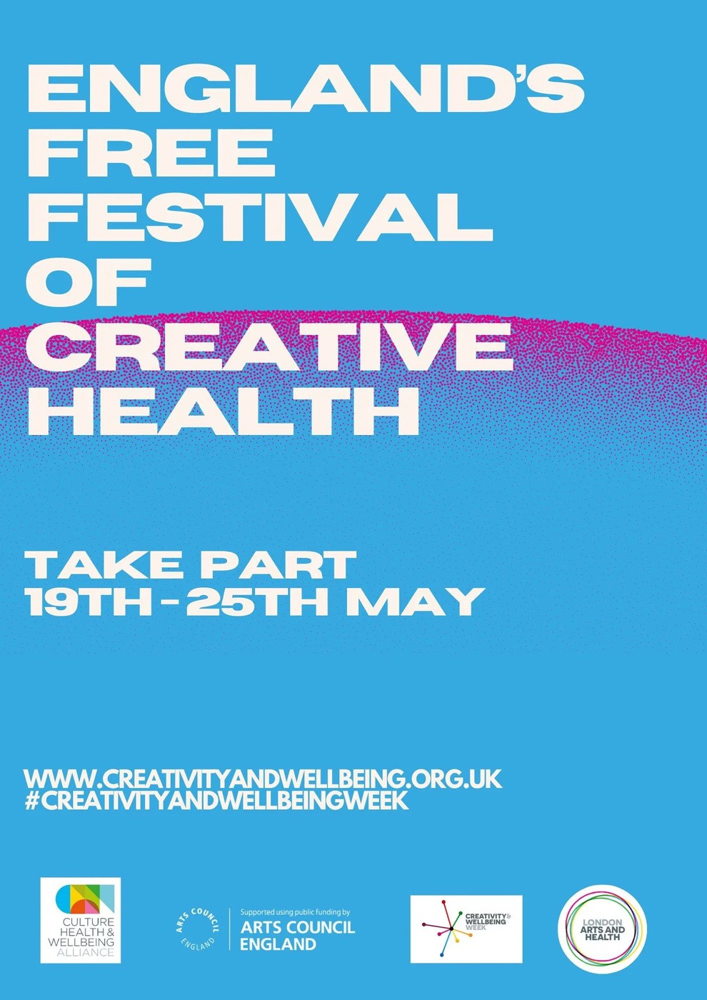 ENGLAND'S
FREE
FESTIVAL
OF
CREATIVE
HEALTH
TAKE PART
19TH - 25TH MAY
WWW.CREATIVITYANDWELLBEING.ORG.UK
#CREATIVITYANDWELLBEINGWEEK
CULTURE
HEALTH &
WELLBEING
ALLIANCE
ARTS COUNCIL
ENGLAND
Supported using public funding by
ARTS COUNCIL
ENGLAND
CREATIVITY&
WELLBEING
WEEK
LONDON
ARTS AND
HEALTH